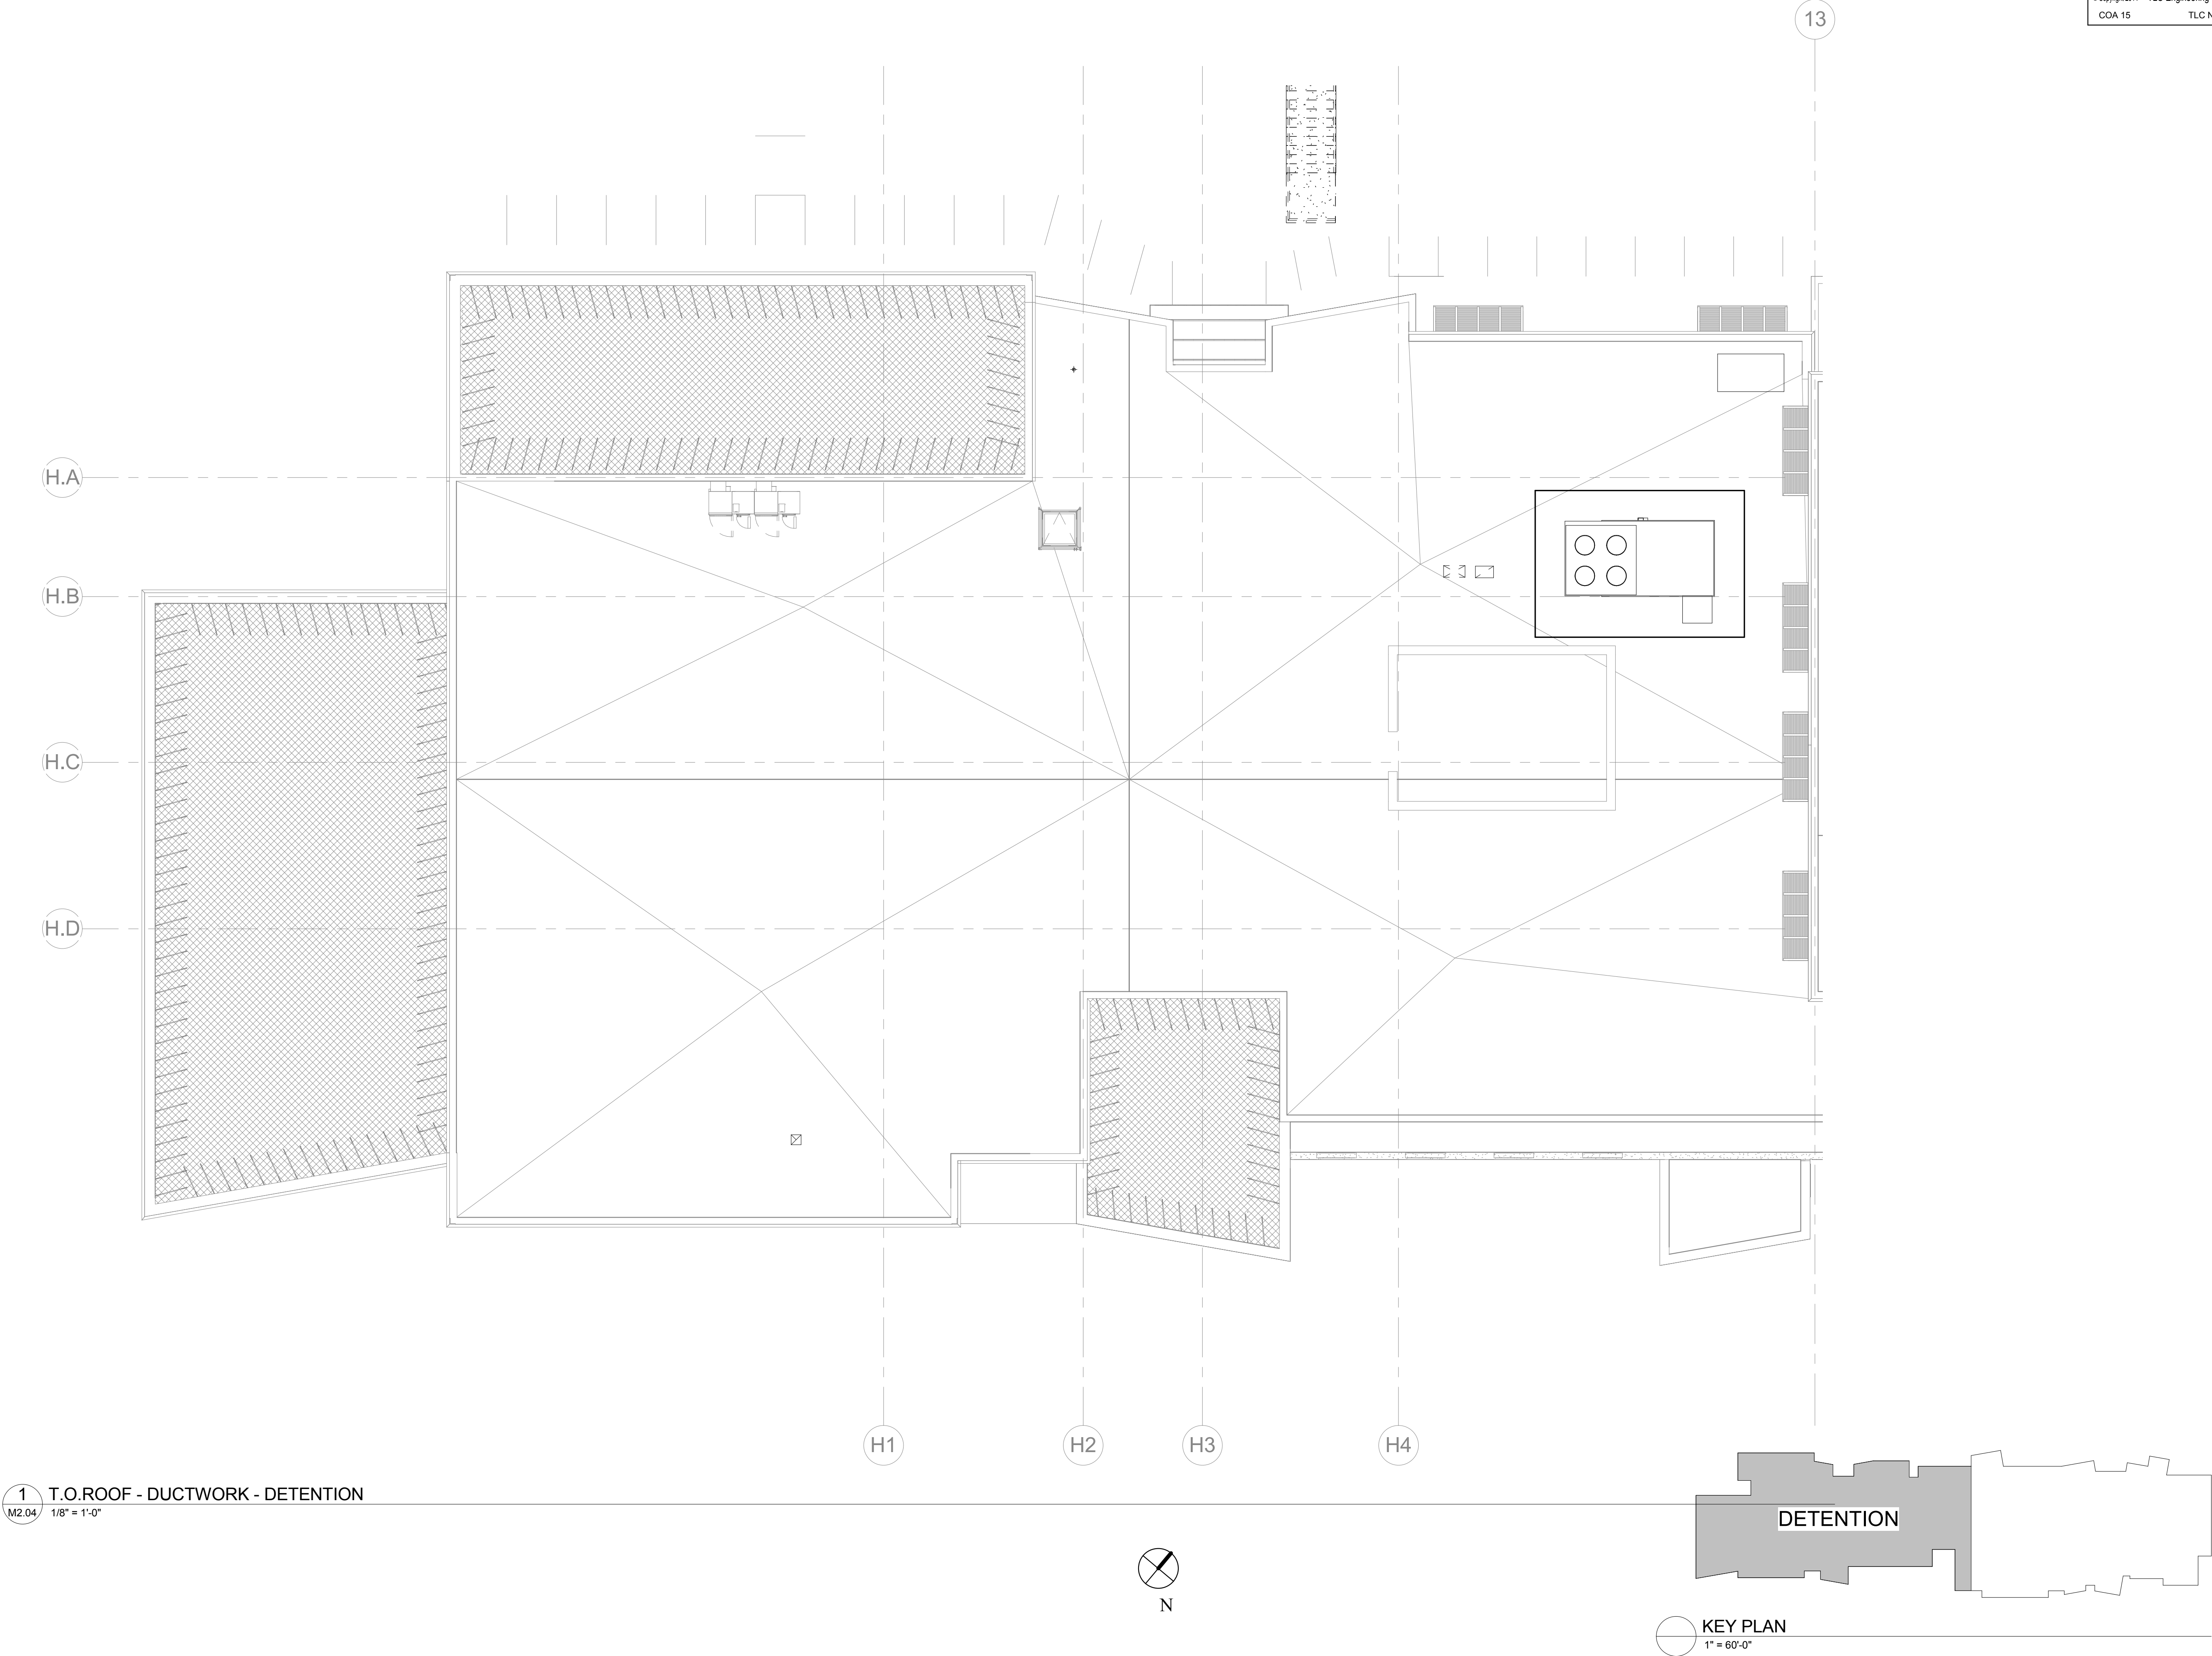 COA 15 TLC N
13
H.A
H.B
H.C
H.D
H1 H2 H3 H4
1 T.O.ROOF - DUCTWORK - DETENTION
M2.04 1/8" = 1'-0"
DETENTION
N
KEY PLAN
1" = 60'-0"